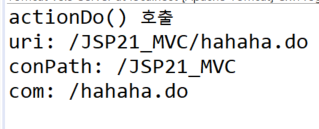 actionDo() 호출
uri: /JSP21_MVC/hahaha.do
conPath: /JSP21_MVC
com: /hahaha.do